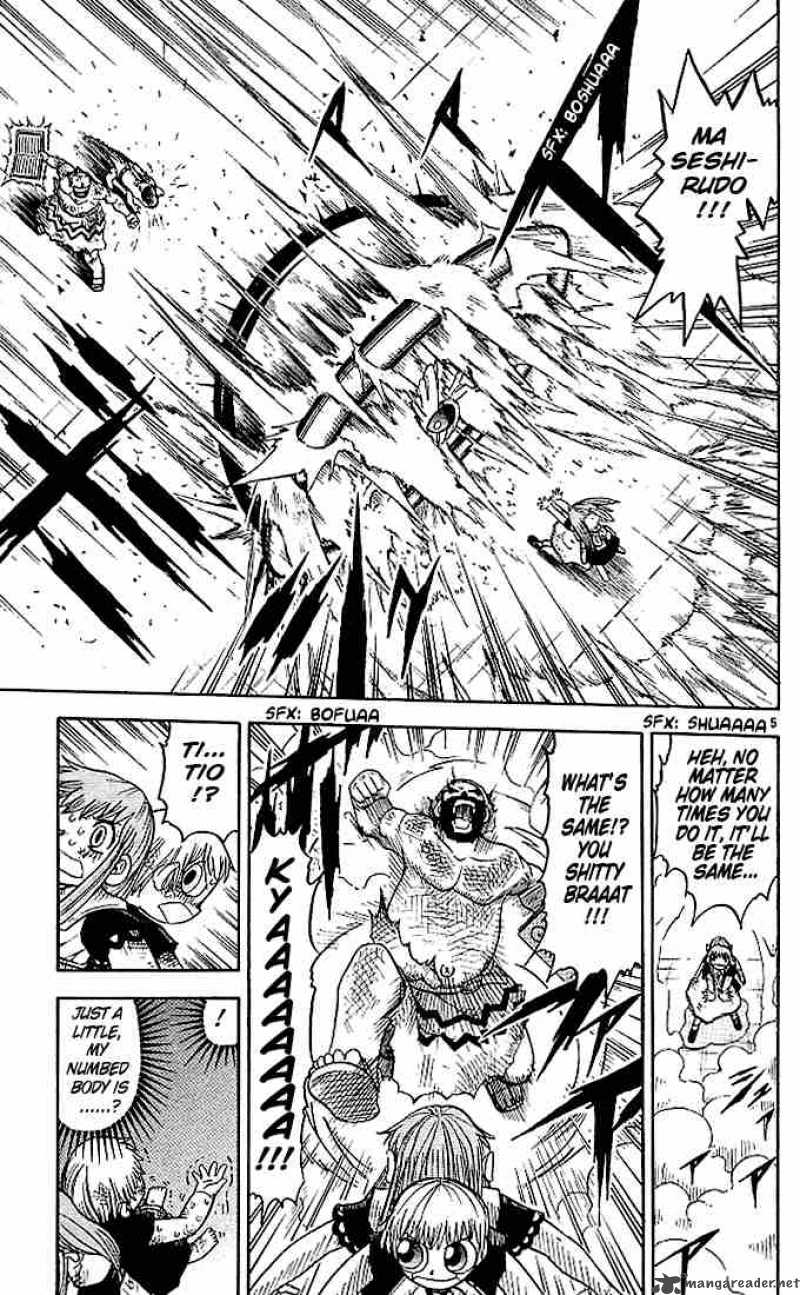 MA
SESHI-
RUDO
!!!
SFX: BOSHUAAA
SFX: SHUAAAA 5
HEH, NO
MATTER
HOW MANY
TIMES YOU
DO IT, IT'LL
BE THE
SAME...
SFX: BOFUAA
WHAT'S
THE
SAME!?
YOU
SHITTY
BRAAAT
!!!
KYAAAAAAAAA!!!
TI...
TIO
!?
!
JUST A
LITTLE,
MY
NUMBED
BODY IS
......?
mangareader.net